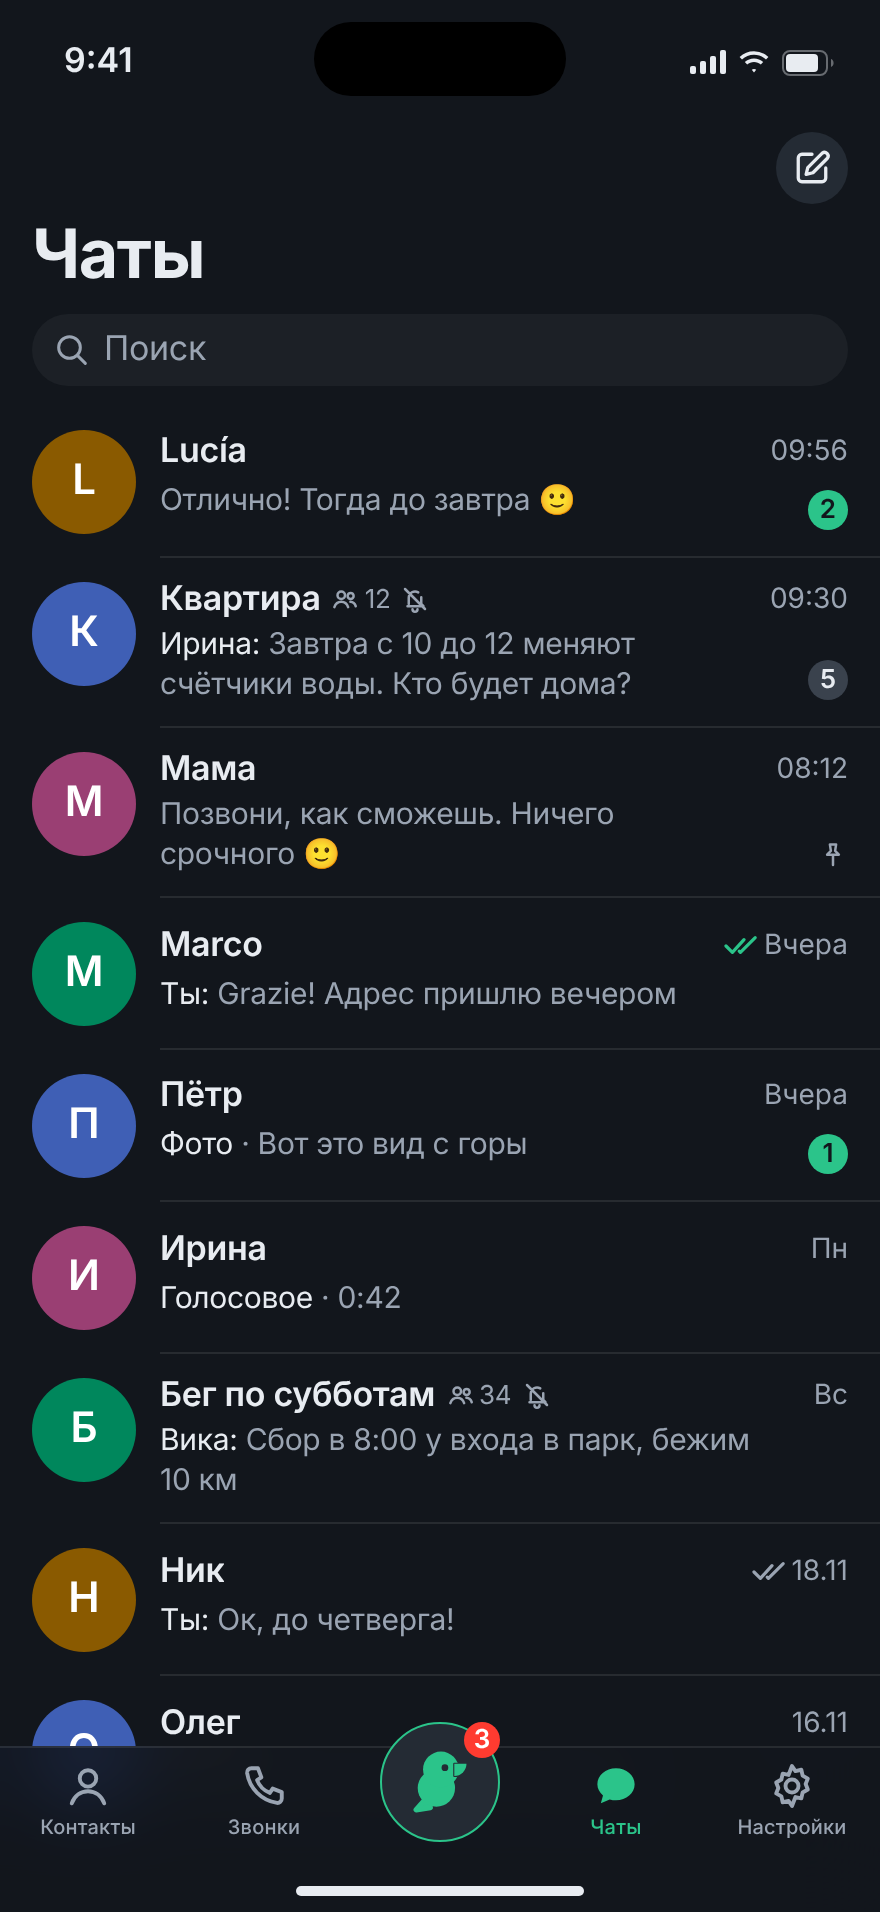 9:41
Чаты
Поиск
L
Lucía
09:56
Отлично! Тогда до завтра 🙂
2
К
Квартира 12
09:30
Ирина: Завтра с 10 до 12 меняют
счётчики воды. Кто будет дома?
5
М
Мама
08:12
Позвони, как сможешь. Ничего
срочного 🙂
M
Marco
Вчера
Ты: Grazie! Адрес пришлю вечером
П
Пётр
Вчера
Фото · Вот это вид с горы
1
И
Ирина
Пн
Голосовое · 0:42
Б
Бег по субботам 34
Вс
Вика: Сбор в 8:00 у входа в парк, бежим
10 км
Н
Ник
18.11
Ты: Ок, до четверга!
О
Олег
16.11
3
Контакты
Звонки
Чаты
Настройки